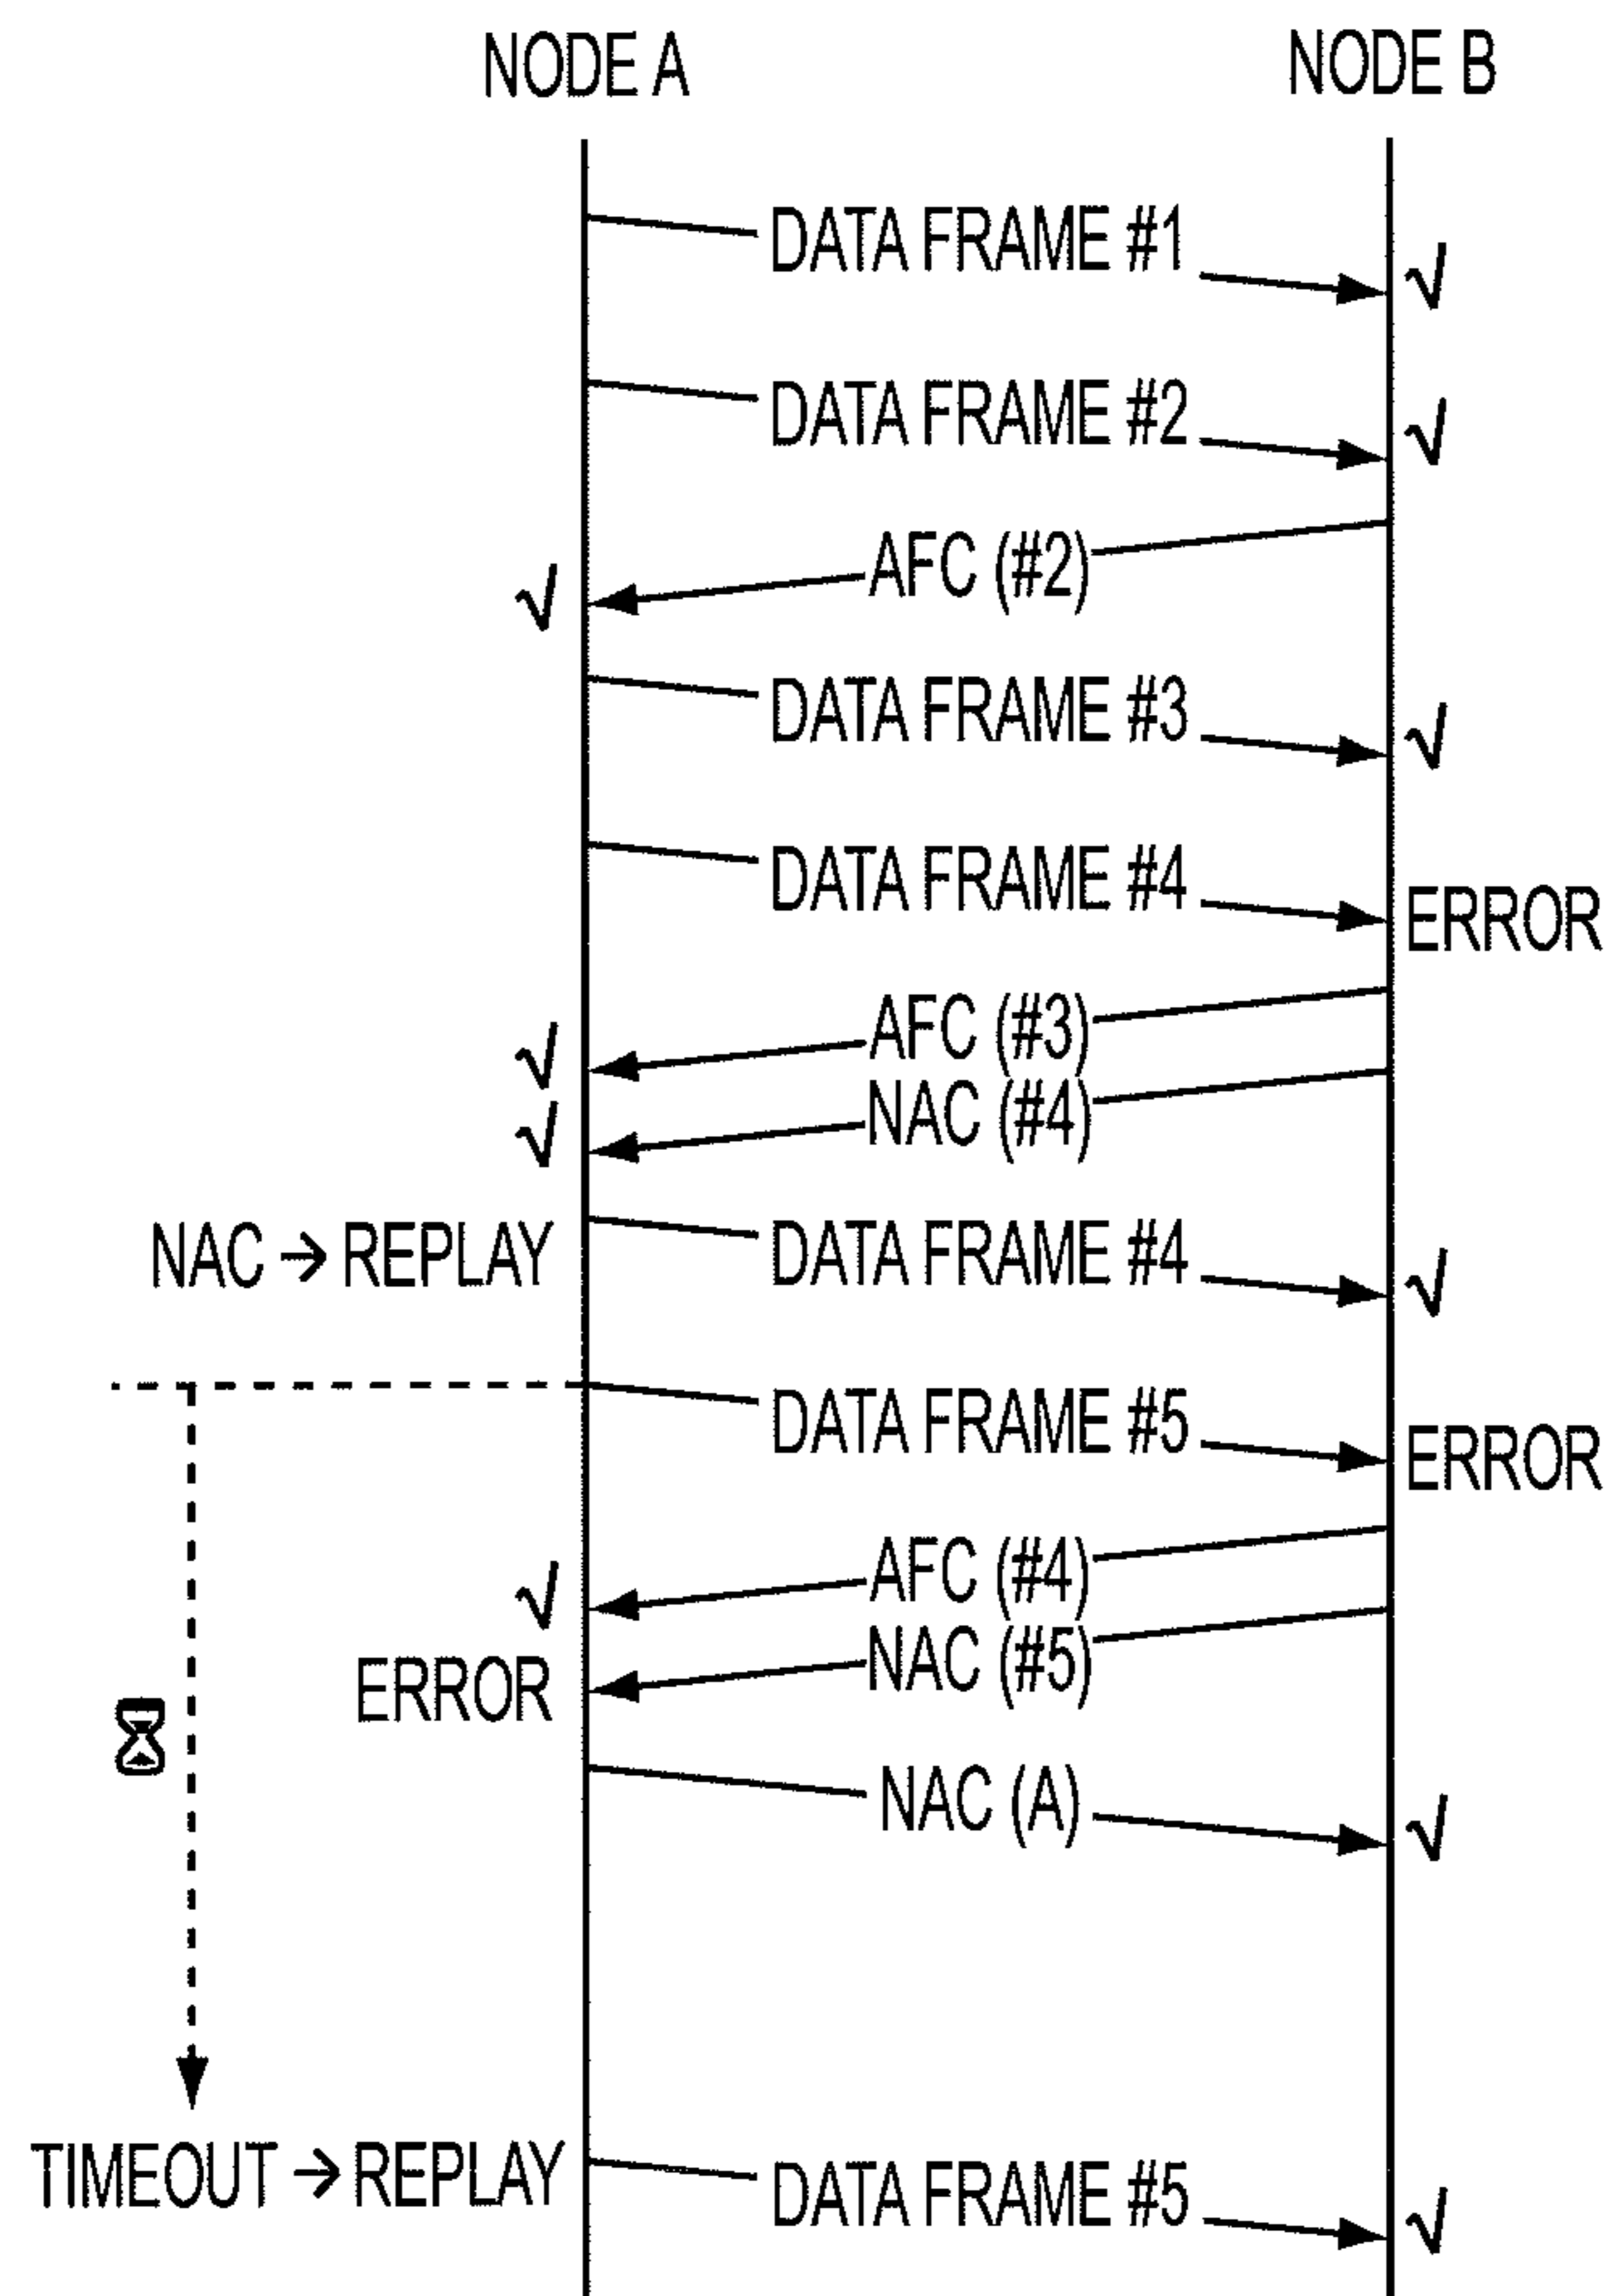 NODE A
NODE B
DATA FRAME #1
DATA FRAME #2
AFC (#2)
DATA FRAME #3
DATA FRAME #4
ERROR
AFC (#3)
NAC (#4)
NAC → REPLAY
DATA FRAME #4
DATA FRAME #5
ERROR
AFC (#4)
NAC (#5)
ERROR
NAC (A)
TIMEOUT → REPLAY
DATA FRAME #5